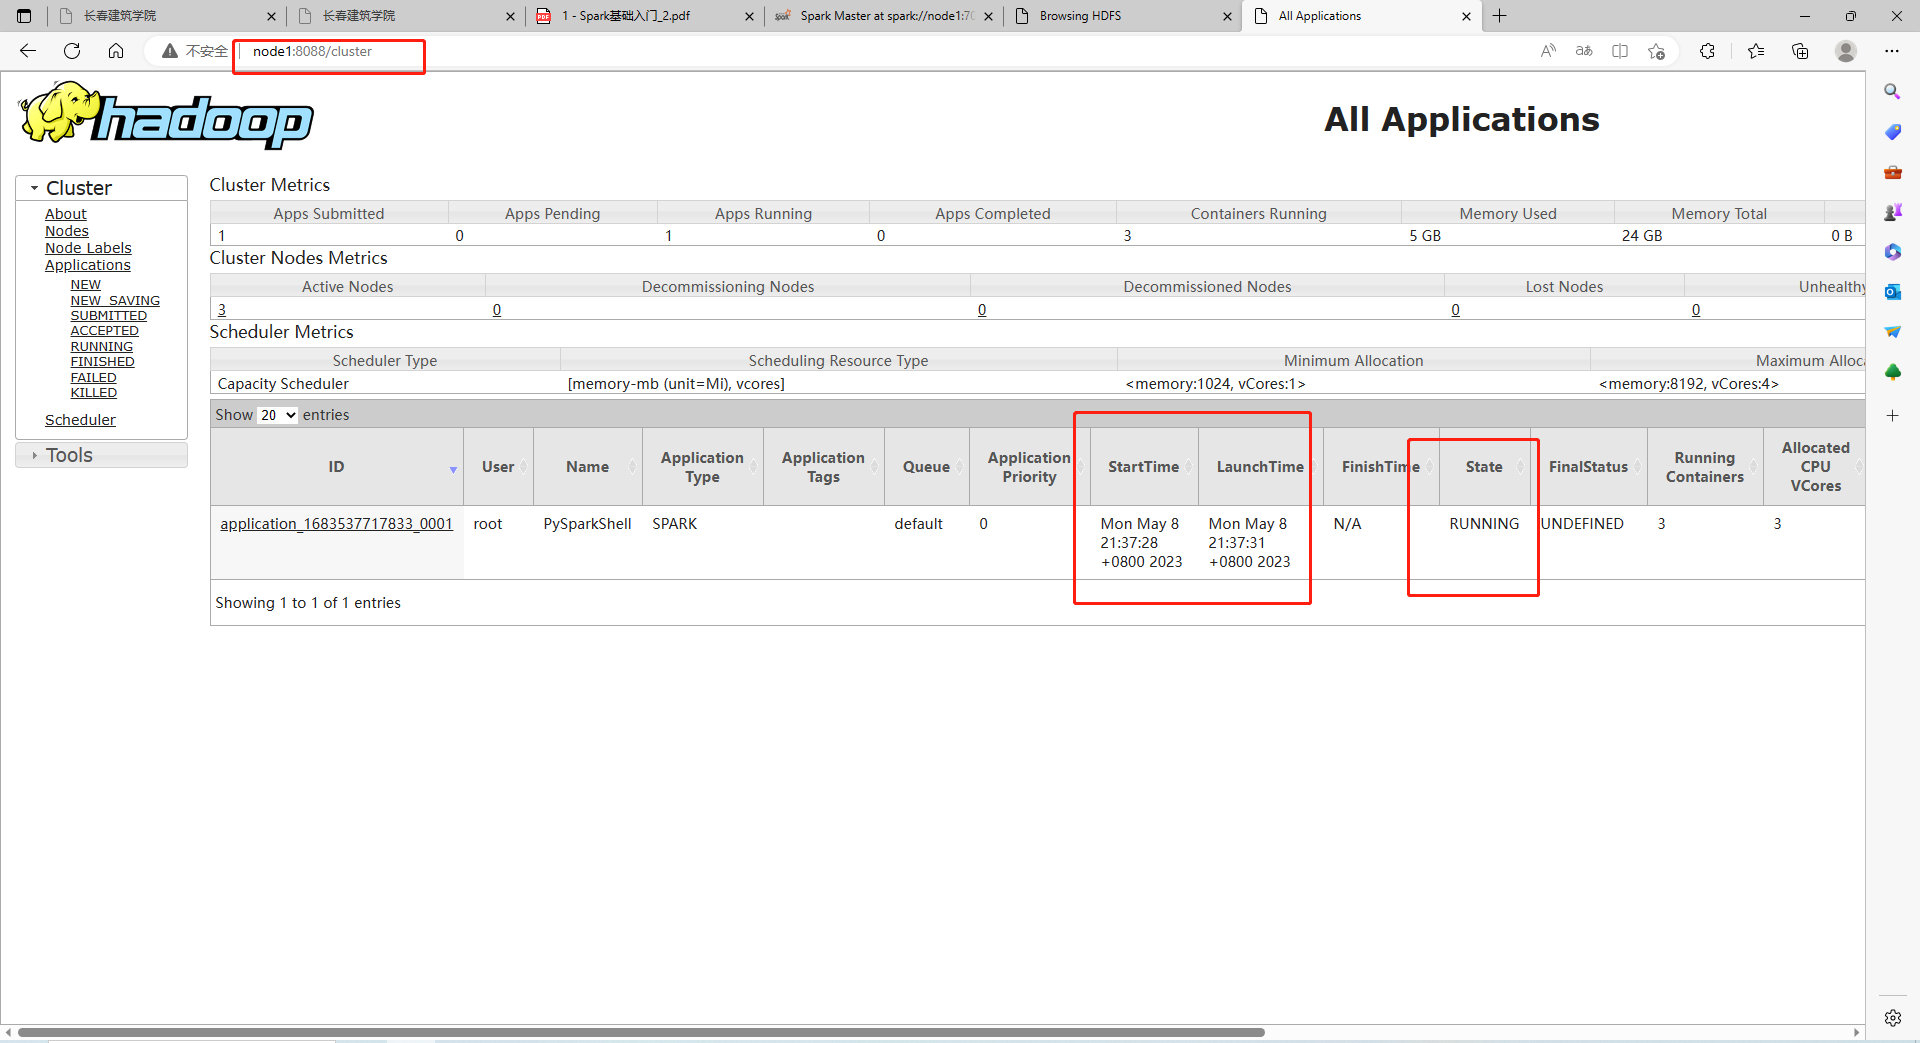 长春建筑学院
长春建筑学院
1 - Spark基础入门_2.pdf
Spark Master at spark://node1:70
Browsing HDFS
All Applications
不安全
node1:8088/cluster
hadoop
All Applications
Cluster
About
Nodes
Node Labels
Applications
NEW
NEW_SAVING
SUBMITTED
ACCEPTED
RUNNING
FINISHED
FAILED
KILLED
Scheduler
Tools
Cluster Metrics
Apps Submitted Apps Pending Apps Running Apps Completed Containers Running Memory Used Memory Total
1 0 1 0 3 5 GB 24 GB 0 B
Cluster Nodes Metrics
Active Nodes Decommissioning Nodes Decommissioned Nodes Lost Nodes Unhealthy
3 0 0 0 0
Scheduler Metrics
Scheduler Type Scheduling Resource Type Minimum Allocation Maximum Alloca
Capacity Scheduler [memory-mb (unit=Mi), vcores] <memory:1024, vCores:1> <memory:8192, vCores:4>
Show 20 entries
ID User Name Application Type Application Tags Queue Application Priority StartTime LaunchTime FinishTime State FinalStatus Running Containers Allocated CPU VCores
application_1683537717833_0001 root PySparkShell SPARK default 0 Mon May 8 21:37:28 +0800 2023 Mon May 8 21:37:31 +0800 2023 N/A RUNNING UNDEFINED 3 3
Showing 1 to 1 of 1 entries